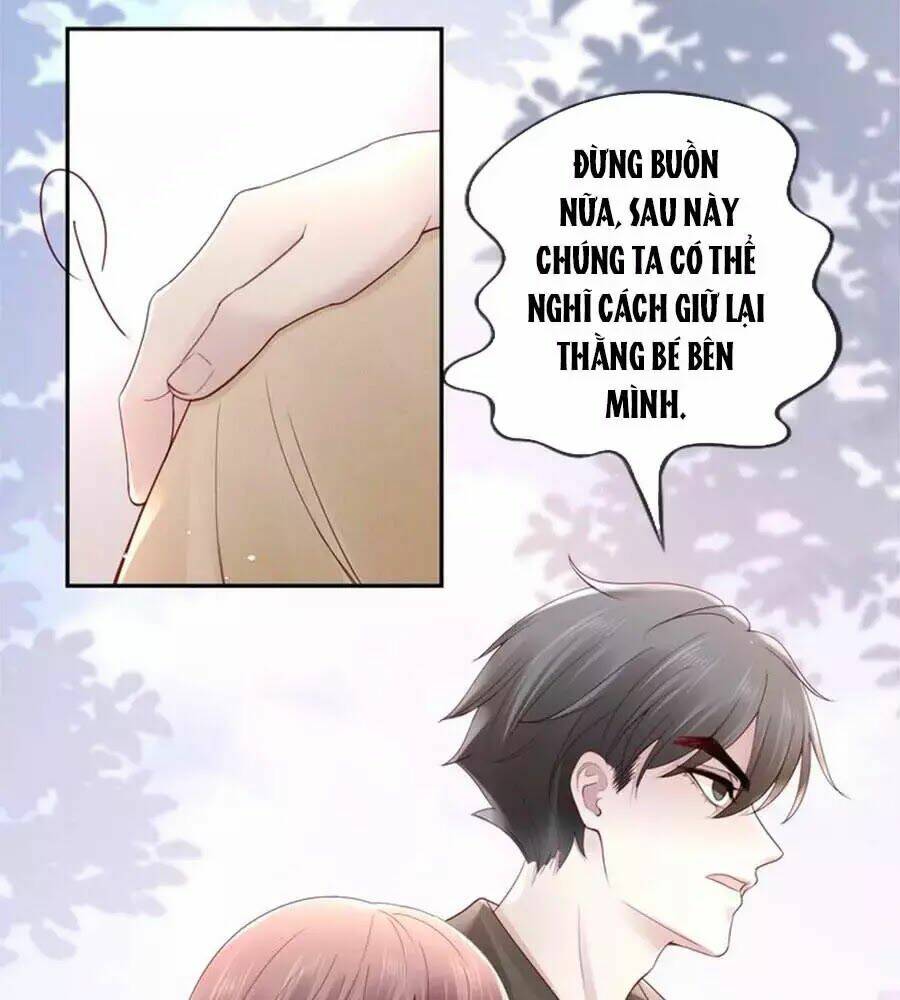 ĐỪNG BUỒN
NỮA, SAU NÀY
CHÚNG TA CÓ THỂ
NGHĨ CÁCH GIỮ LẠI
THẰNG BÉ BÊN
MÌNH.